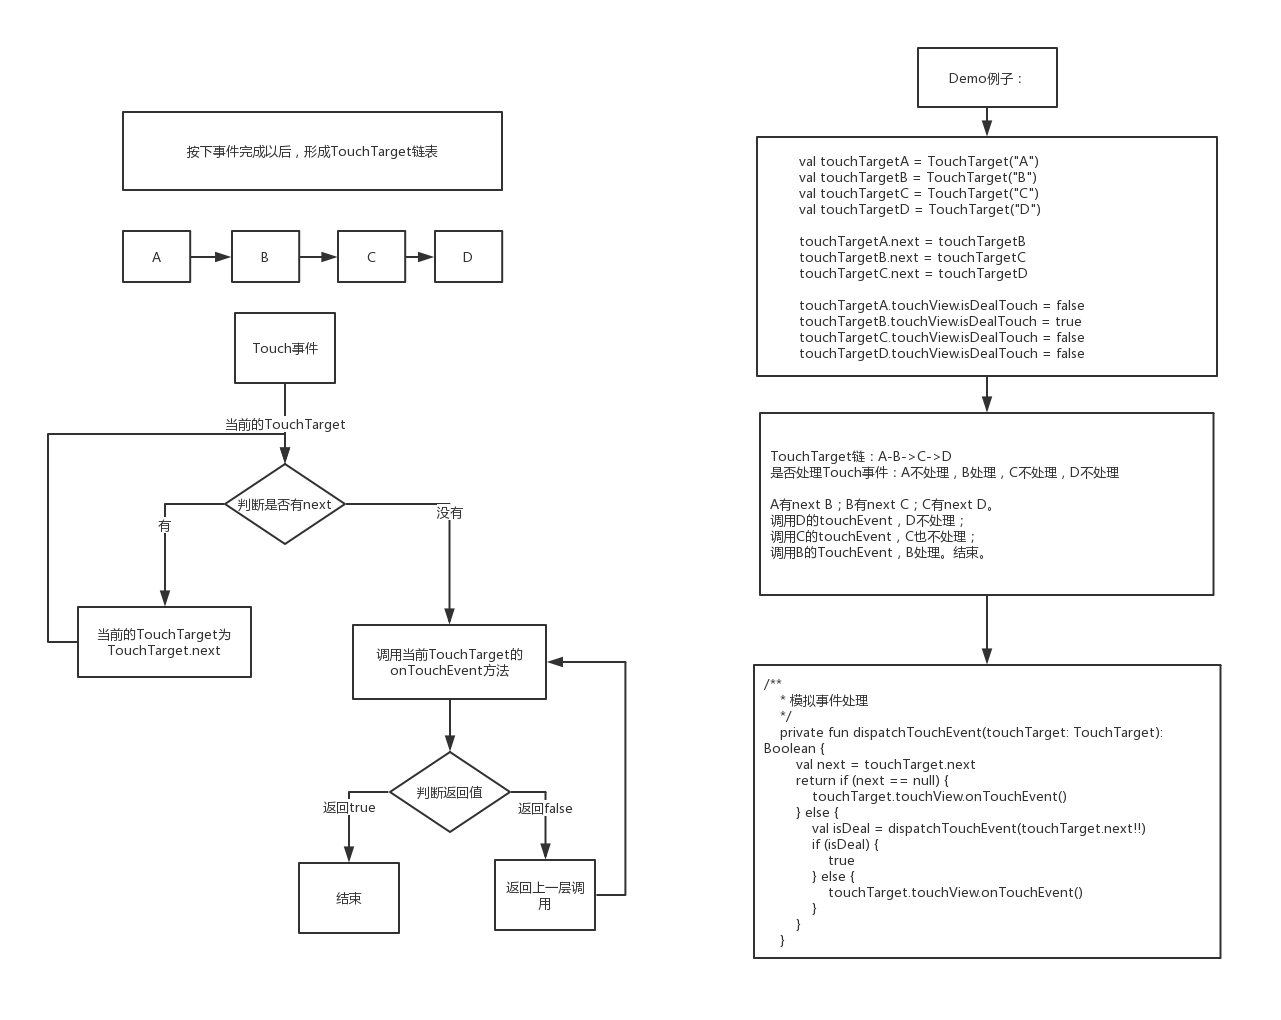 按下事件完成以后，形成TouchTarget链表
A
B
C
D
Touch事件
当前的TouchTarget
判断是否有next
有
没有
当前的TouchTarget为
TouchTarget.next
调用当前TouchTarget的
onTouchEvent方法
判断返回值
返回true
返回false
结束
返回上一层调
用
Demo例子：
val touchTargetA = TouchTarget("A")
val touchTargetB = TouchTarget("B")
val touchTargetC = TouchTarget("C")
val touchTargetD = TouchTarget("D")
touchTargetA.next = touchTargetB
touchTargetB.next = touchTargetC
touchTargetC.next = touchTargetD
touchTargetA.touchView.isDealTouch = false
touchTargetB.touchView.isDealTouch = true
touchTargetC.touchView.isDealTouch = false
touchTargetD.touchView.isDealTouch = false
TouchTarget链：A-B->C->D
是否处理Touch事件：A不处理，B处理，C不处理，D不处理
A有next B；B有next C；C有next D。
调用D的touchEvent，D不处理；
调用C的touchEvent，C也不处理；
调用B的TouchEvent，B处理。结束。
/**
* 模拟事件处理
*/
private fun dispatchTouchEvent(touchTarget: TouchTarget):
Boolean {
val next = touchTarget.next
return if (next == null) {
touchTarget.touchView.onTouchEvent()
} else {
val isDeal = dispatchTouchEvent(touchTarget.next!!)
if (isDeal) {
true
} else {
touchTarget.touchView.onTouchEvent()
}
}
}